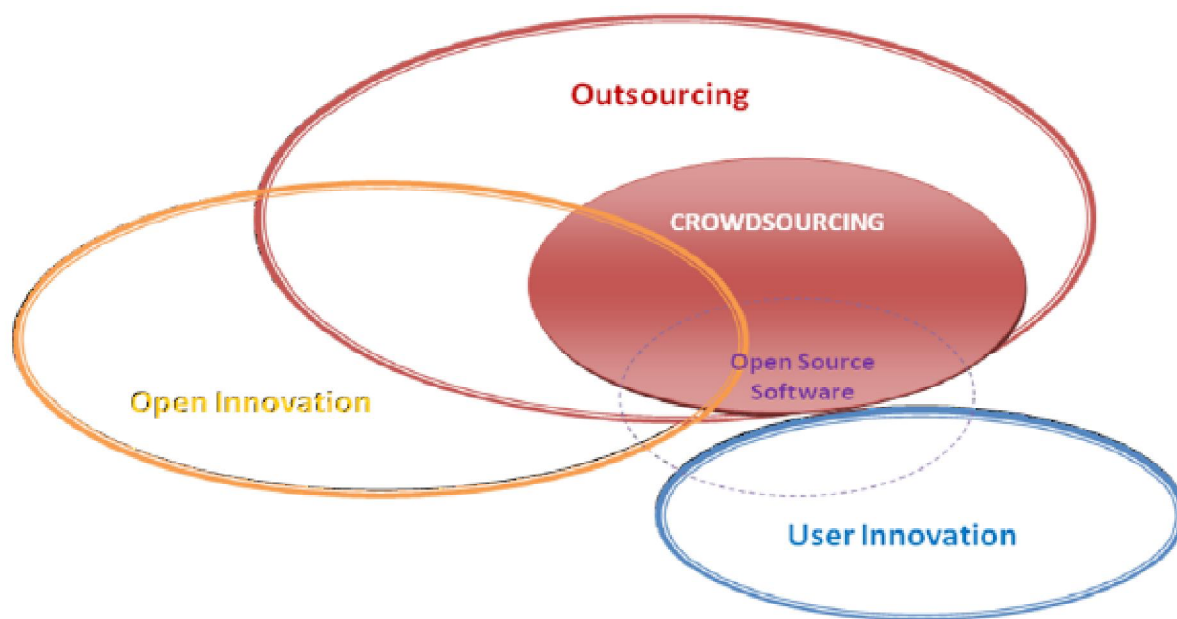 Outsourcing
CROWDSOURCING
Open Source
Software
Open Innovation
User Innovation